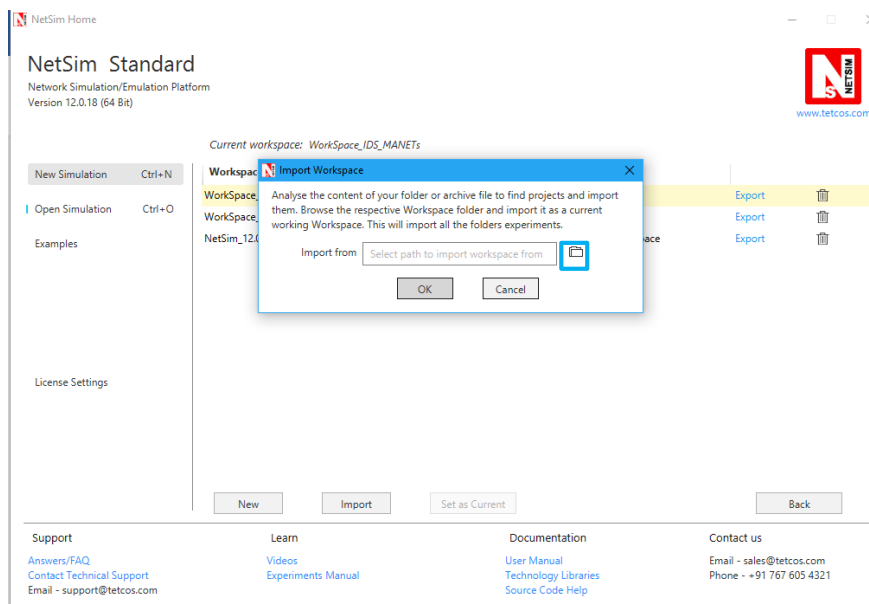 NetSim Home
NetSim Standard
Network Simulation/Emulation Platform
Version 12.0.18 (64 Bit)
NETSIM
www.tetcos.com
Current workspace: WorkSpace_IDS_MANETs
New Simulation Ctrl+N
Open Simulation Ctrl+O
Examples
License Settings
Workspac
WorkSpace_ Export
WorkSpace_ Export
NetSim_12.0 ace Export
Import Workspace
Analyse the content of your folder or archive file to find projects and import
them. Browse the respective Workspace folder and import it as a current
working Workspace. This will import all the folders experiments.
Import from Select path to import workspace from
OK Cancel
New Import Set as Current Back
Support Learn Documentation Contact us
Answers/FAQ Videos User Manual Email - sales@tetcos.com
Contact Technical Support Experiments Manual Technology Libraries Phone - +91 767 605 4321
Email - support@tetcos.com Source Code Help